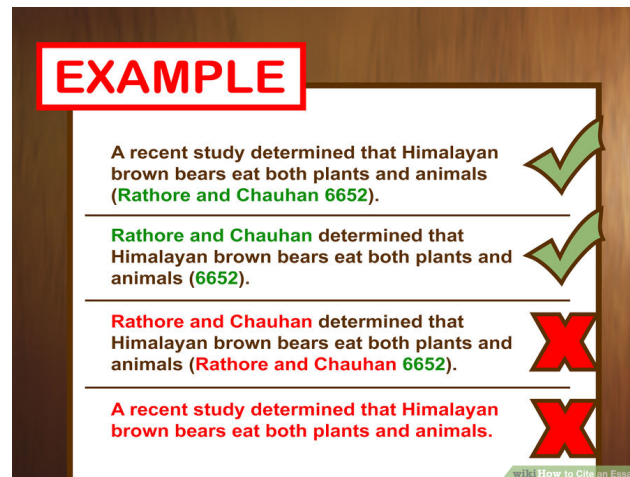 EXAMPLE
A recent study determined that Himalayan
brown bears eat both plants and animals
(Rathore and Chauhan 6652).
Rathore and Chauhan determined that
Himalayan brown bears eat both plants and
animals (6652).
Rathore and Chauhan determined that
Himalayan brown bears eat both plants and
animals (Rathore and Chauhan 6652).
A recent study determined that Himalayan
brown bears eat both plants and animals.
wikiHow to Cite an Essa